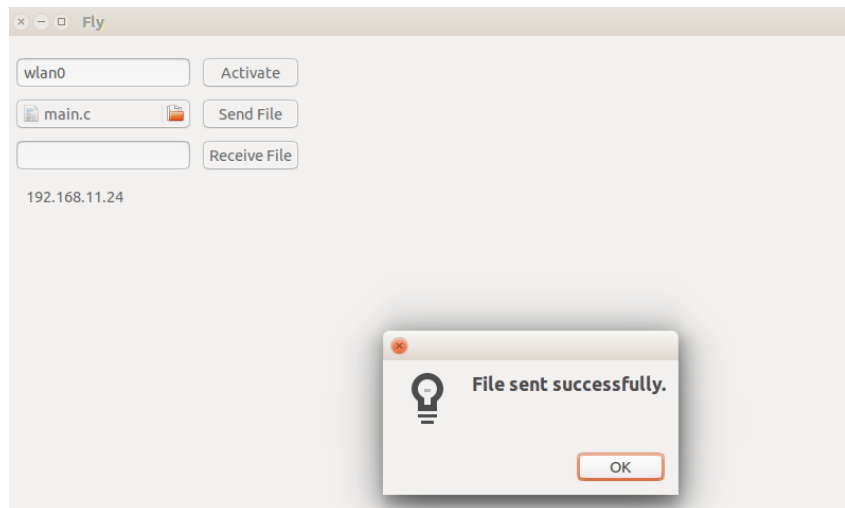 Fly
wlan0 Activate
main.c Send File
Receive File
192.168.11.24
File sent successfully.
OK